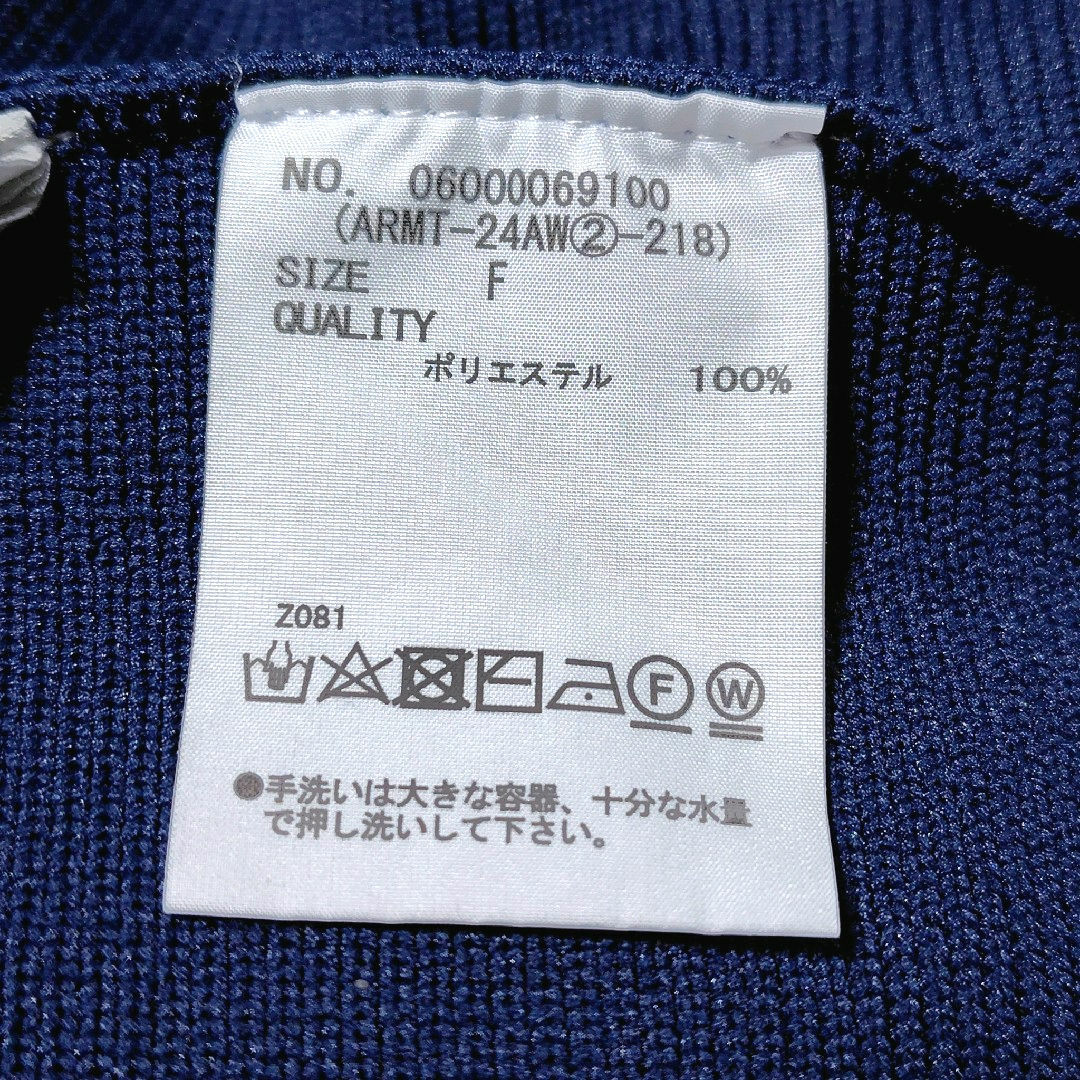 NO. 06000069100
(ARMT-24AW②-218)
SIZE F
QUALITY
ポリエステル 100%
Z081
F W
●手洗いは大きな容器、十分な水量
で押し洗いして下さい。